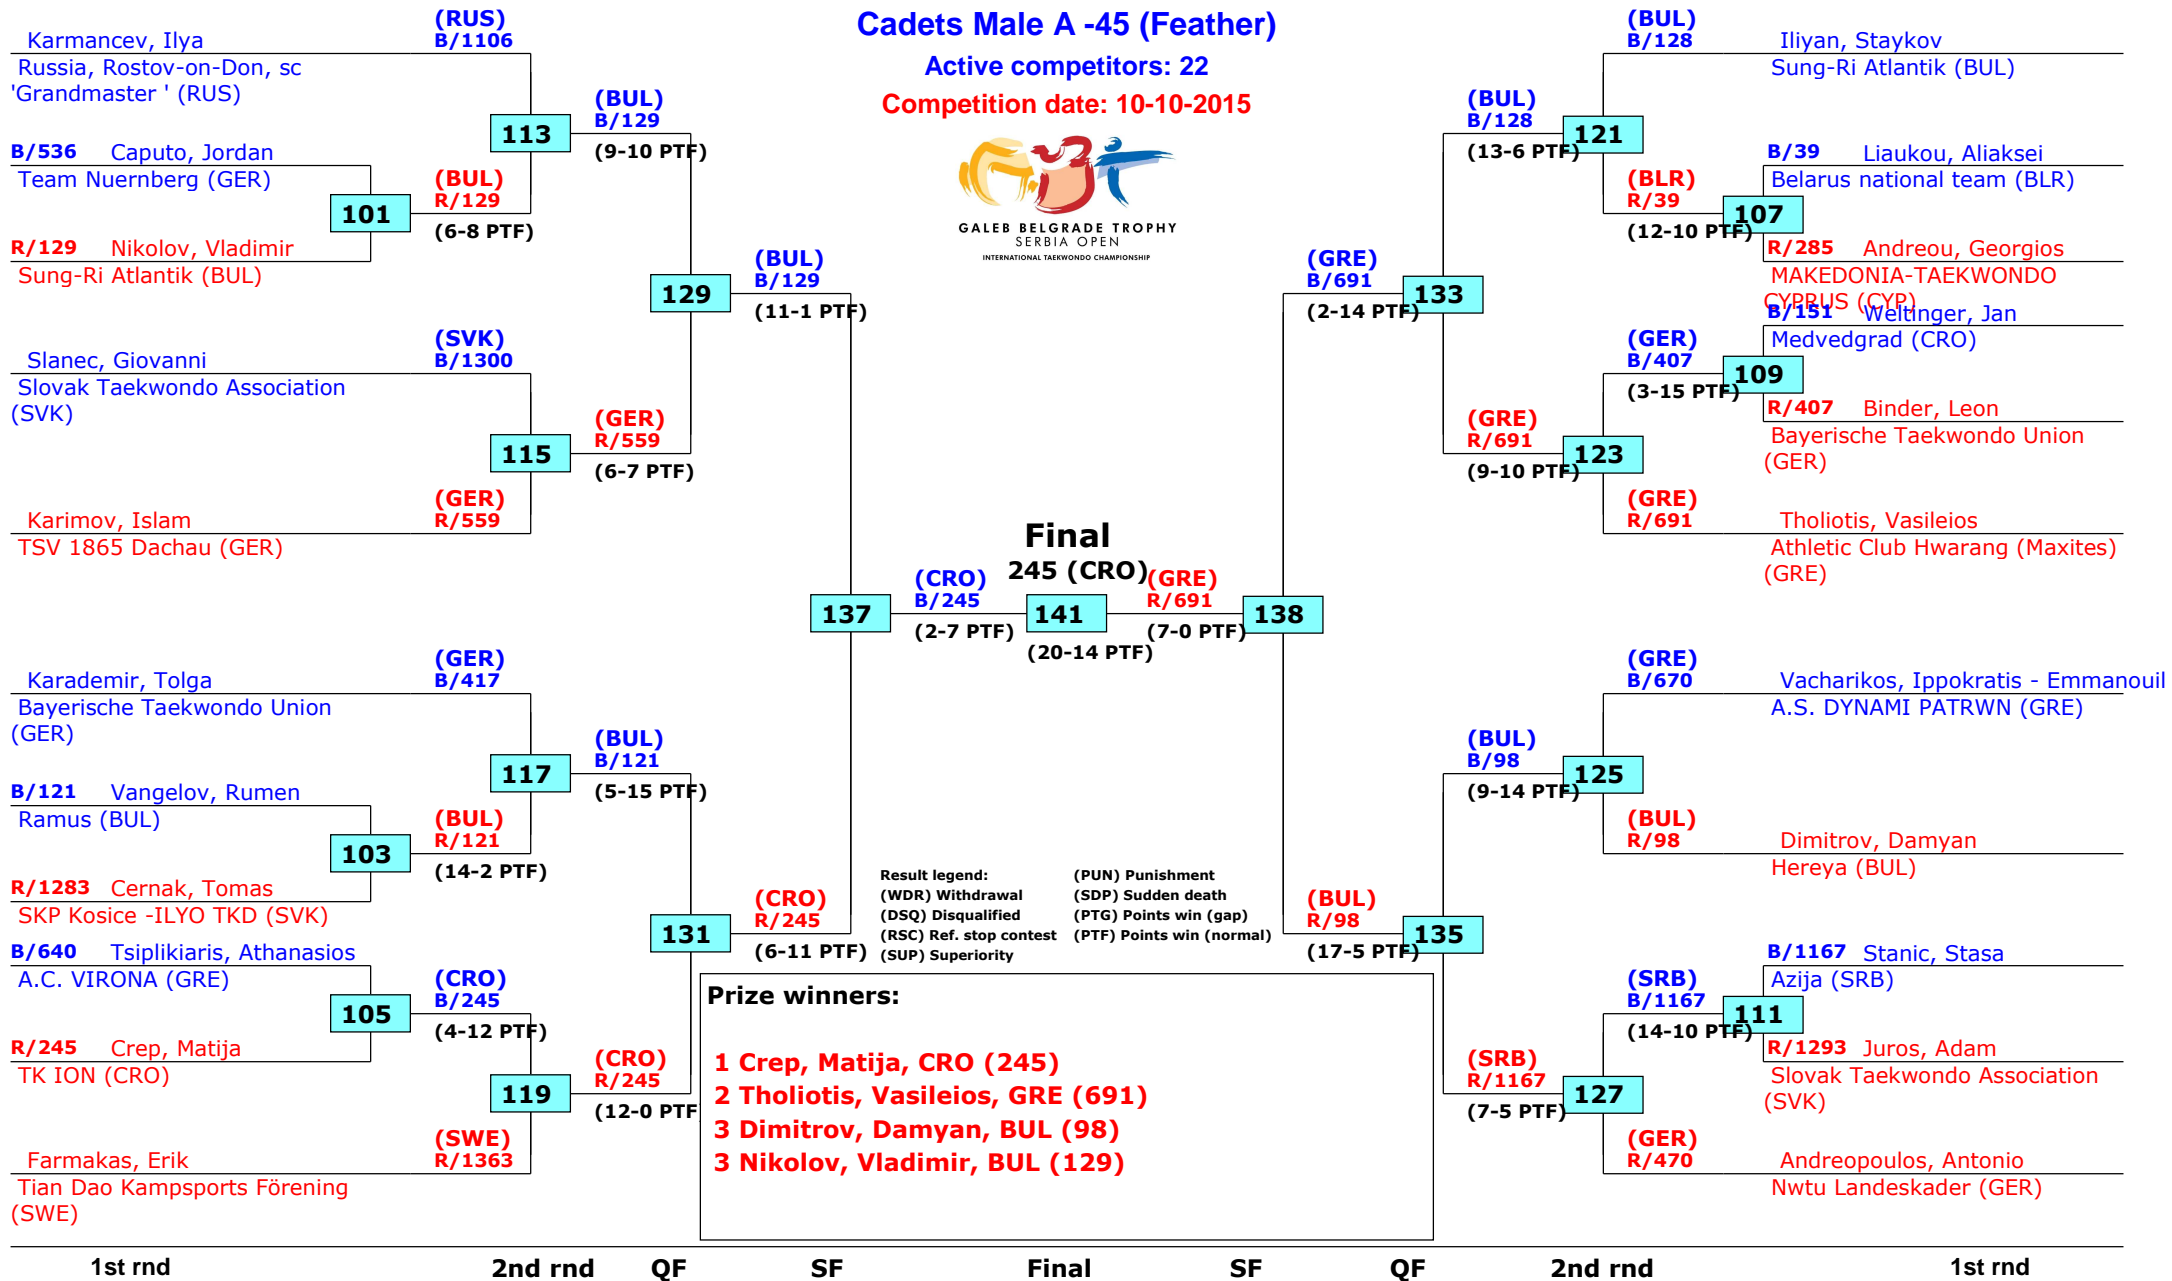 Cadets Male A -45 (Feather)
Active competitors: 22
Competition date: 10-10-2015
GALEB BELGRADE TROPHY
SERBIA OPEN
INTERNATIONAL TAEKWONDO CHAMPIONSHIP
Karmancev, Ilya
(RUS)
B/1106
Russia, Rostov-on-Don, sc
'Grandmaster ' (RUS)
113
(BUL)
B/129
(9-10 PTF)
B/536 Caputo, Jordan
Team Nuernberg (GER)
101
(BUL)
R/129
(6-8 PTF)
R/129 Nikolov, Vladimir
Sung-Ri Atlantik (BUL)
129
(BUL)
B/129
(11-1 PTF)
Slanec, Giovanni
(SVK)
B/1300
Slovak Taekwondo Association
(SVK)
115
(GER)
R/559
(6-7 PTF)
Karimov, Islam
(GER)
R/559
TSV 1865 Dachau (GER)
137
(CRO)
B/245
(2-7 PTF)
Final
245 (CRO)
141
(20-14 PTF)
(GRE)
R/691
(7-0 PTF)
138
Karademir, Tolga
(GER)
B/417
Bayerische Taekwondo Union
(GER)
117
(BUL)
B/121
(5-15 PTF)
B/121 Vangelov, Rumen
Ramus (BUL)
103
(BUL)
R/121
(14-2 PTF)
R/1283 Cernak, Tomas
SKP Kosice -ILYO TKD (SVK)
131
(CRO)
R/245
(6-11 PTF)
B/640 Tsiplikiaris, Athanasios
A.C. VIRONA (GRE)
105
(CRO)
B/245
(4-12 PTF)
R/245 Crep, Matija
TK ION (CRO)
119
(CRO)
R/245
(12-0 PTF
Farmakas, Erik
(SWE)
R/1363
Tian Dao Kampsports Förening
(SWE)
(BUL)
B/128
Iliyan, Staykov
Sung-Ri Atlantik (BUL)
(BUL)
B/128
(13-6 PTF)
121
B/39 Liaukou, Aliaksei
Belarus national team (BLR)
(BLR)
R/39
(12-10 PTF)
107
R/285 Andreou, Georgios
MAKEDONIA-TAEKWONDO
CYPRUS (CYP)
(GRE)
B/691
(2-14 PTF)
133
B/151 Weltinger, Jan
Medvedgrad (CRO)
(GER)
B/407
(3-15 PTF)
109
R/407 Binder, Leon
Bayerische Taekwondo Union
(GER)
(GRE)
R/691
(9-10 PTF)
123
(GRE)
R/691
Tholiotis, Vasileios
Athletic Club Hwarang (Maxites)
(GRE)
(GRE)
B/670
Vacharikos, Ippokratis - Emmanouil
A.S. DYNAMI PATRWN (GRE)
(BUL)
B/98
(9-14 PTF)
125
(BUL)
R/98
Dimitrov, Damyan
Hereya (BUL)
(BUL)
R/98
(17-5 PTF)
135
B/1167 Stanic, Stasa
Azija (SRB)
(SRB)
B/1167
(14-10 PTF)
111
R/1293 Juros, Adam
Slovak Taekwondo Association
(SVK)
(SRB)
R/1167
(7-5 PTF)
127
(GER)
R/470
Andreopoulos, Antonio
Nwtu Landeskader (GER)
Result legend:
(WDR) Withdrawal
(DSQ) Disqualified
(RSC) Ref. stop contest
(SUP) Superiority
(PUN) Punishment
(SDP) Sudden death
(PTG) Points win (gap)
(PTF) Points win (normal)
Prize winners:
1 Crep, Matija, CRO (245)
2 Tholiotis, Vasileios, GRE (691)
3 Dimitrov, Damyan, BUL (98)
3 Nikolov, Vladimir, BUL (129)
1st rnd 2nd rnd QF SF Final SF QF 2nd rnd 1st rnd